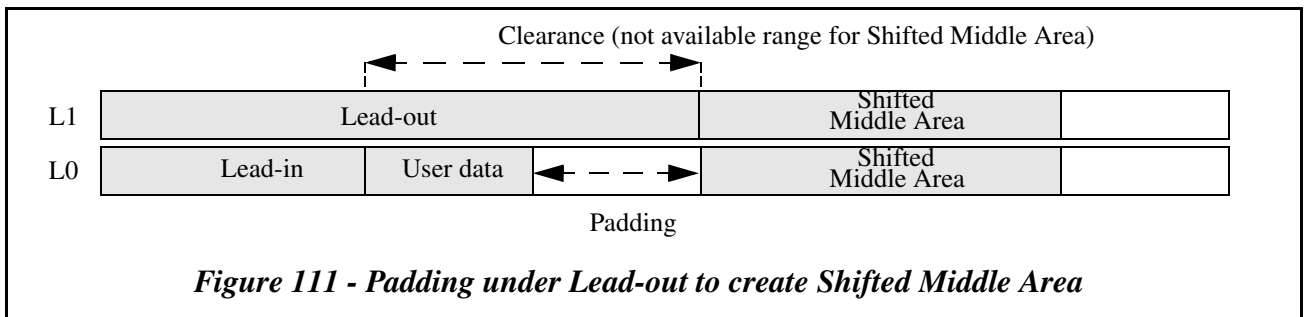 Clearance (not available range for Shifted Middle Area)
L1
Lead-out
Shifted
Middle Area
L0
Lead-in
User data
Shifted
Middle Area
Padding
Figure 111 - Padding under Lead-out to create Shifted Middle Area